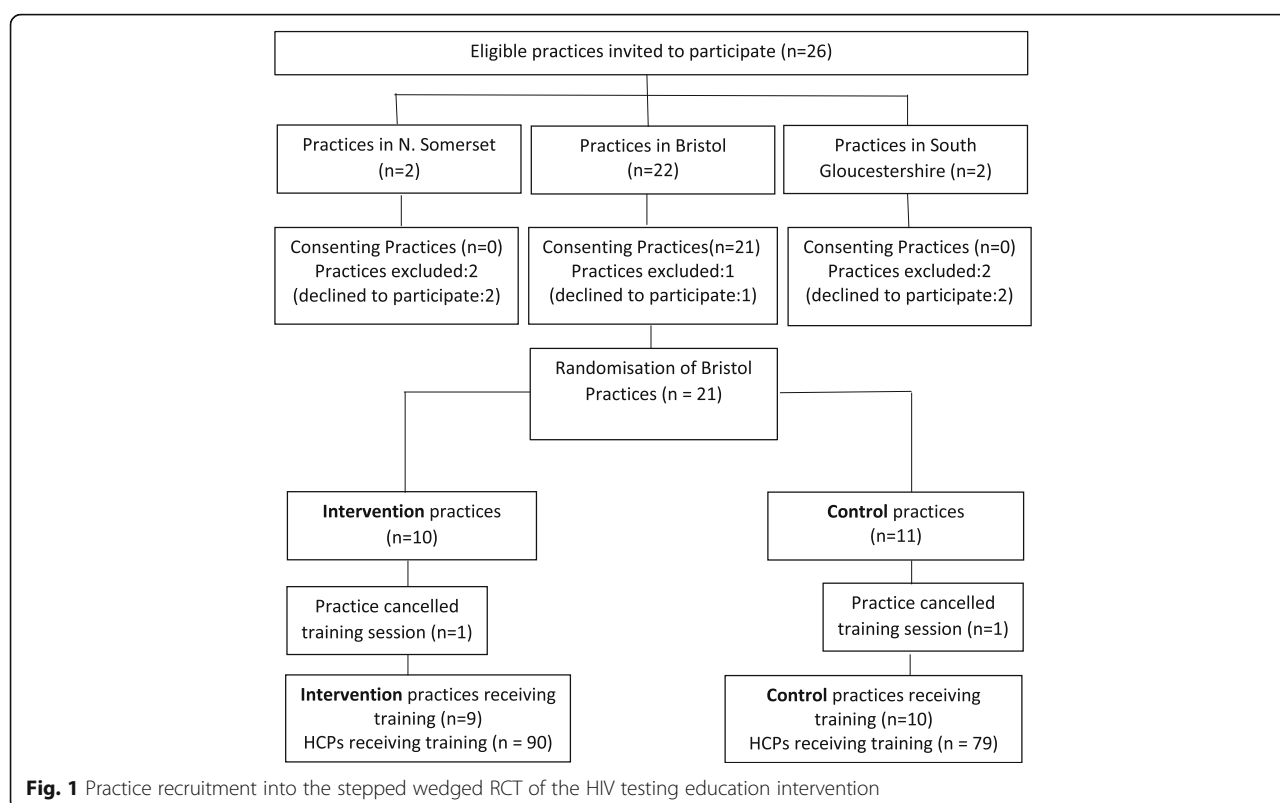 Eligible practices invited to participate (n=26)
Practices in N. Somerset
(n=2)
Practices in Bristol
(n=22)
Practices in South
Gloucestershire (n=2)
Consenting Practices (n=0)
Practices excluded:2
(declined to participate:2)
Consenting Practices(n=21)
Practices excluded:1
(declined to participate:1)
Consenting Practices (n=0)
Practices excluded:2
(declined to participate:2)
Randomisation of Bristol
Practices (n = 21)
Intervention practices
(n=10)
Control practices
(n=11)
Practice cancelled
training session (n=1)
Practice cancelled
training session (n=1)
Intervention practices receiving
training (n=9)
HCPs receiving training (n = 90)
Control practices receiving
training (n=10)
HCPs receiving training (n = 79)
Fig. 1 Practice recruitment into the stepped wedged RCT of the HIV testing education intervention